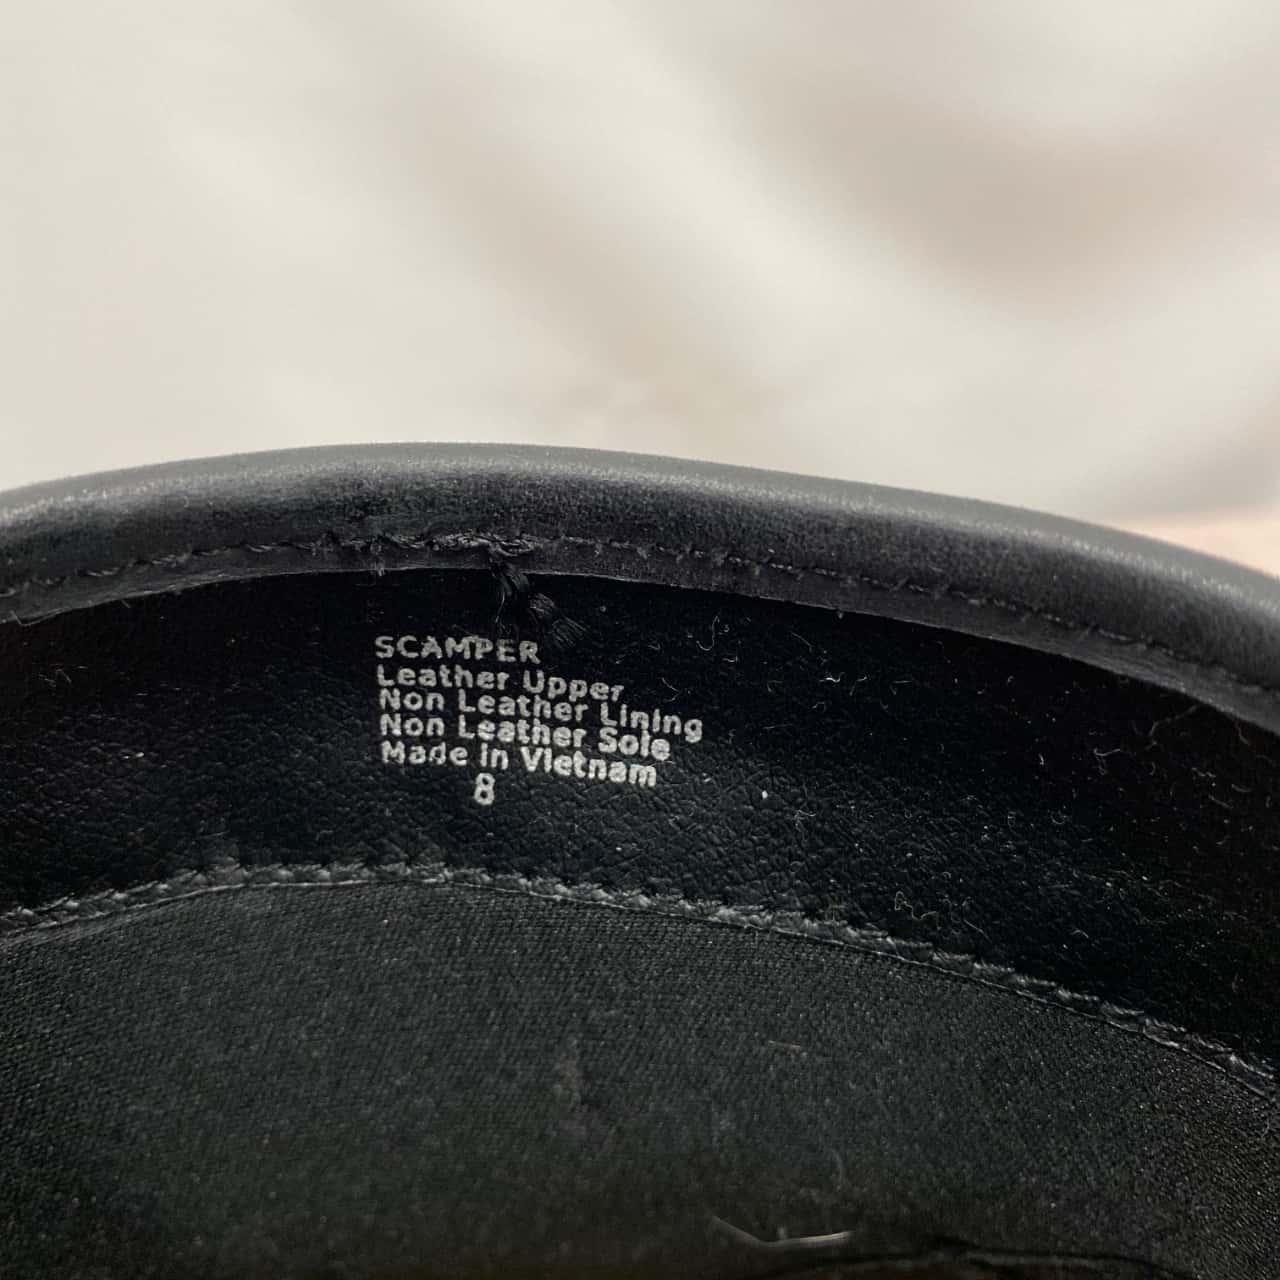 SCAMPER
Leather Upper
Non Leather Lining
Non Leather Sole
Made in Vietnam
8